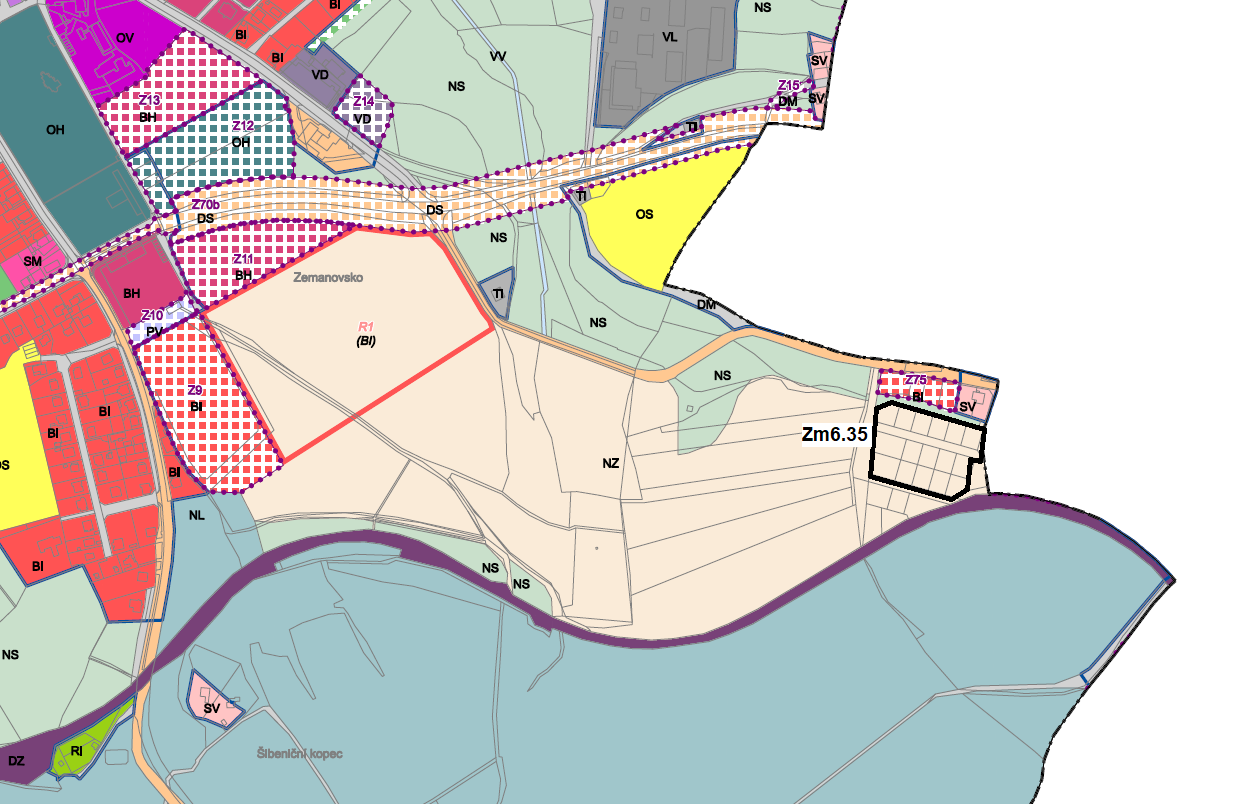 BI
NS
OV
BI
VL
BI
VV
SV
VD
NS
Z15
DM
SV
Z13
BH
Z14
VD
OH
Z12
OH
TI
TI
Z70b
DS
DS
OS
NS
SM
Z11
BH
Zemanovsko
BH
TI
DM
Z10
PV
R1
(BI)
NS
NS
Z75
BI
SV
Z9
BI
BI
BI
Zm6.35
NZ
BI
NL
BI
NS
NS
NS
SV
RI
DZ
Šibeniční kopec